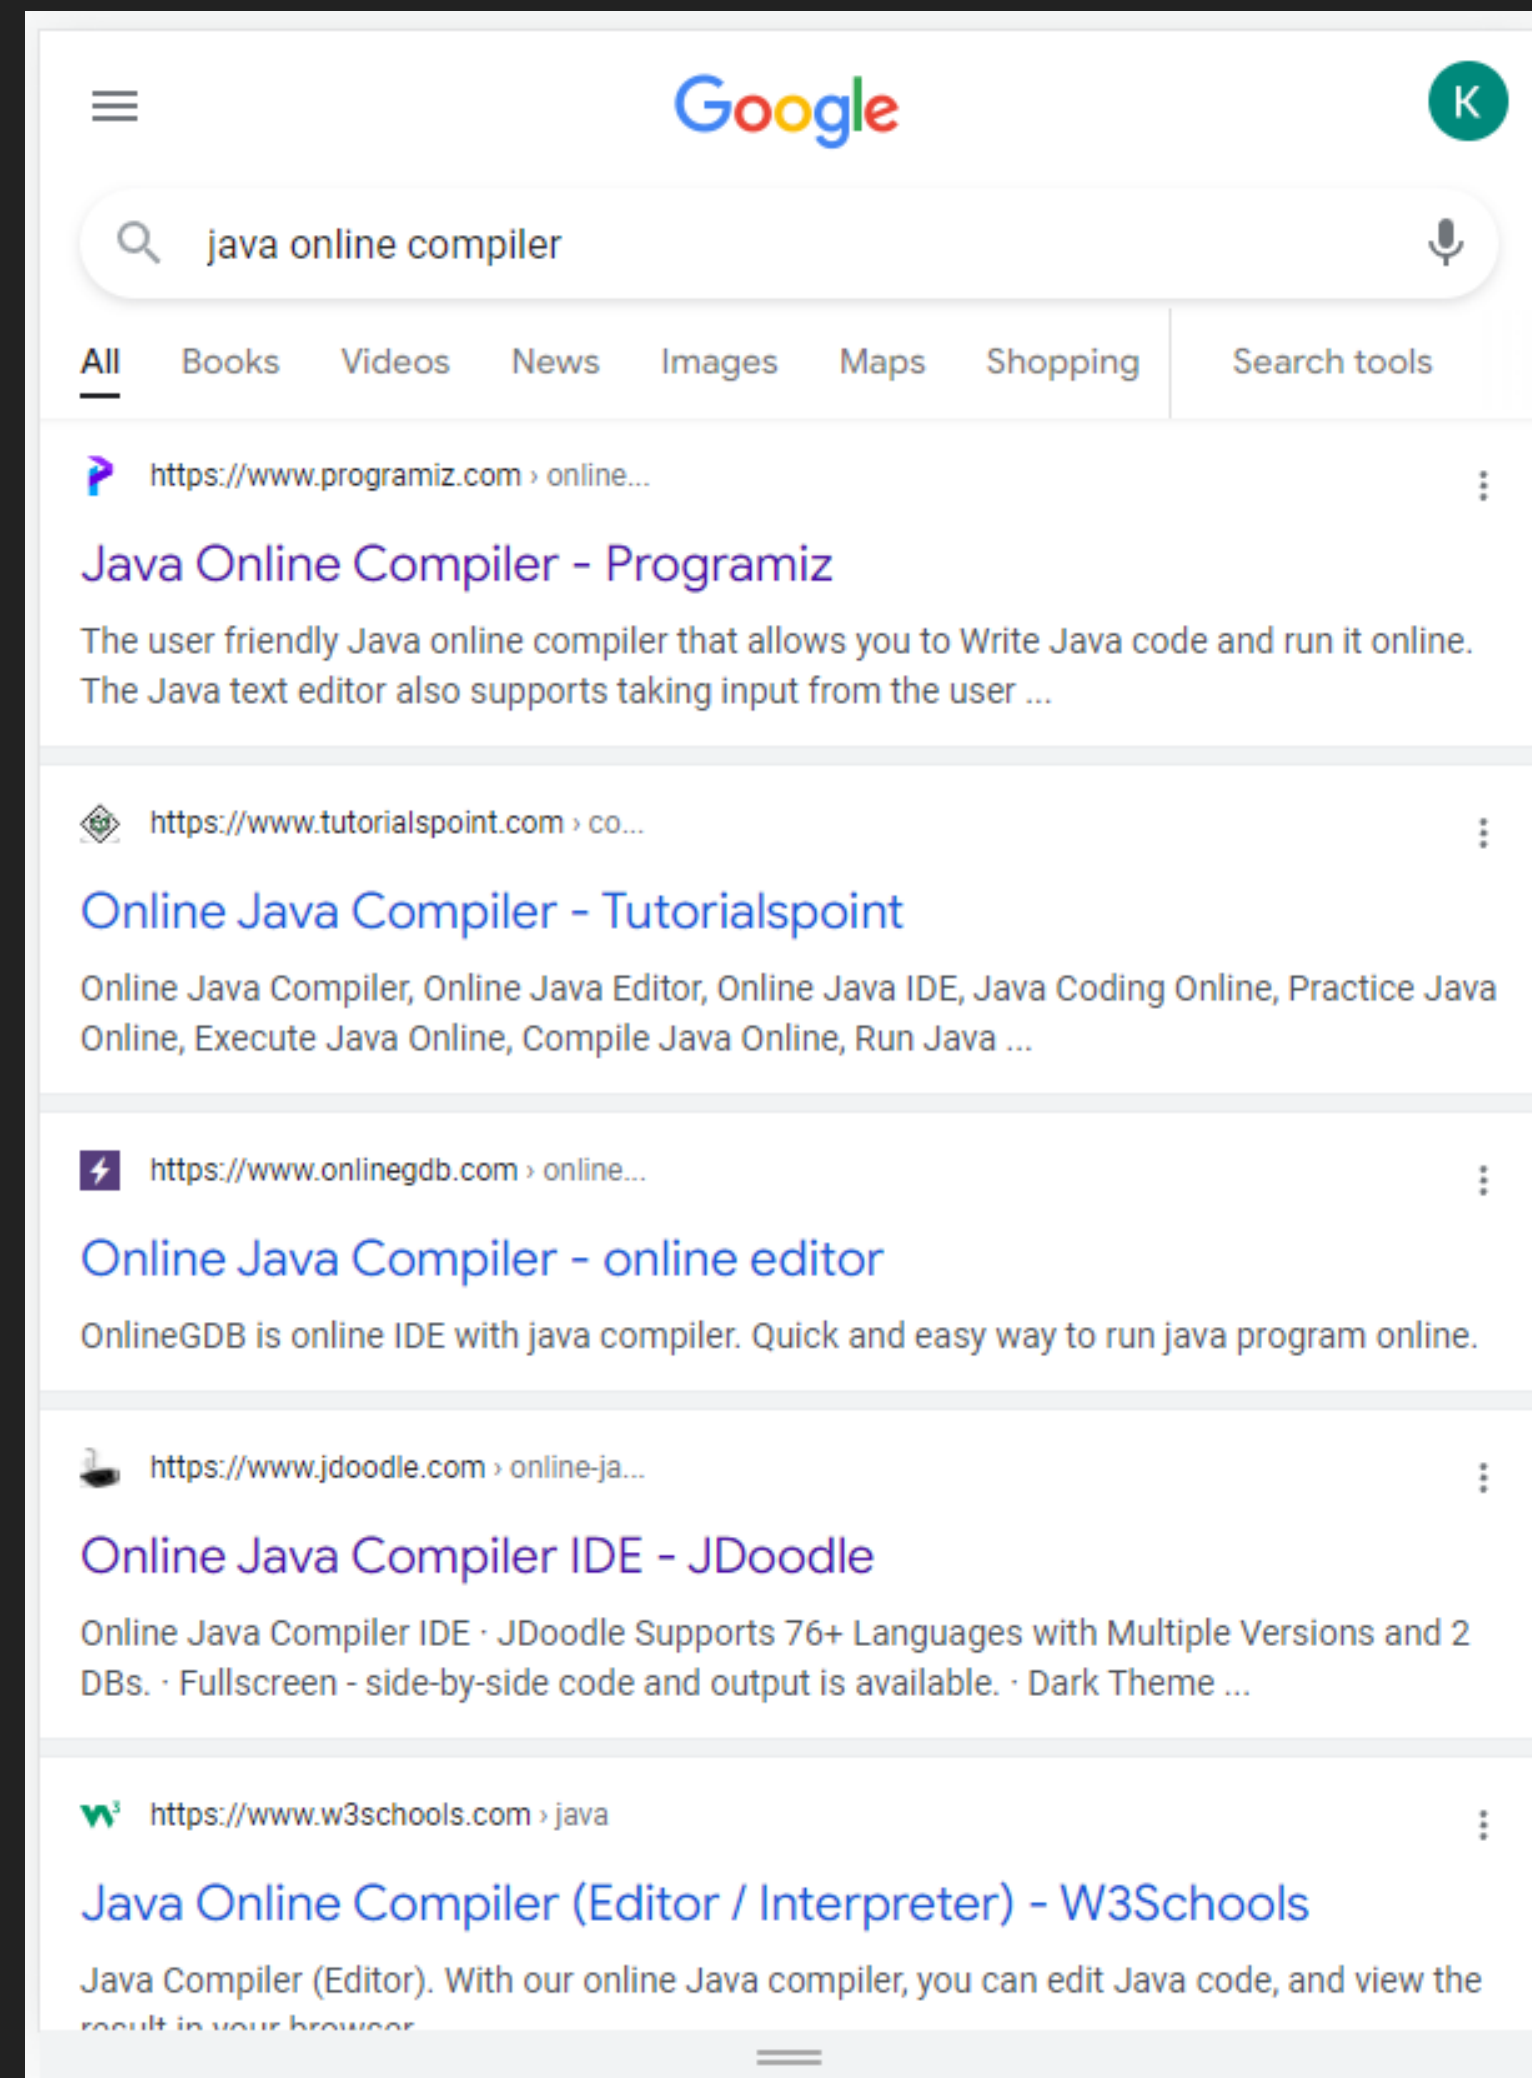 Google
K
java online compiler
All Books Videos News Images Maps Shopping Search tools
https://www.programiz.com › online...
Java Online Compiler - Programiz
The user friendly Java online compiler that allows you to Write Java code and run it online.
The Java text editor also supports taking input from the user ...
https://www.tutorialspoint.com › co...
Online Java Compiler - Tutorialspoint
Online Java Compiler, Online Java Editor, Online Java IDE, Java Coding Online, Practice Java
Online, Execute Java Online, Compile Java Online, Run Java ...
https://www.onlinegdb.com › online...
Online Java Compiler - online editor
OnlineGDB is online IDE with java compiler. Quick and easy way to run java program online.
https://www.jdoodle.com › online-ja...
Online Java Compiler IDE - JDoodle
Online Java Compiler IDE · JDoodle Supports 76+ Languages with Multiple Versions and 2
DBs. · Fullscreen - side-by-side code and output is available. · Dark Theme ...
W3 https://www.w3schools.com › java
Java Online Compiler (Editor / Interpreter) - W3Schools
Java Compiler (Editor). With our online Java compiler, you can edit Java code, and view the
result in your browser